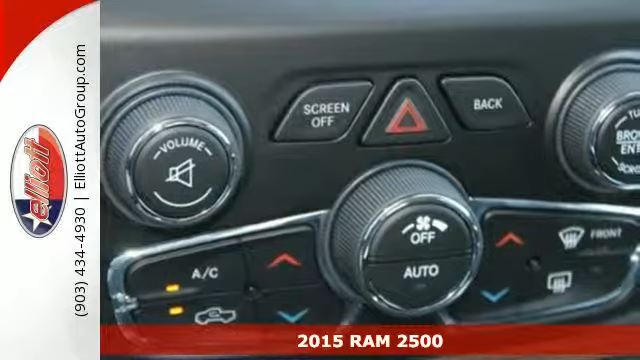 (903) 434-4930 | ElliottAutoGroup.com
elliott
SCREEN OFF
BACK
VOLUME
OFF
AUTO
A/C
FRONT
2015 RAM 2500